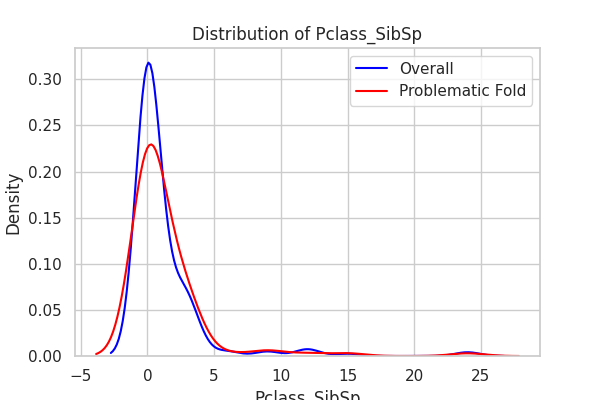 Distribution of Pclass_SibSp
Overall
Problematic Fold
Density
0.30
0.25
0.20
0.15
0.10
0.05
0.00
−5 0 5 10 15 20 25
Pclass_SibSp